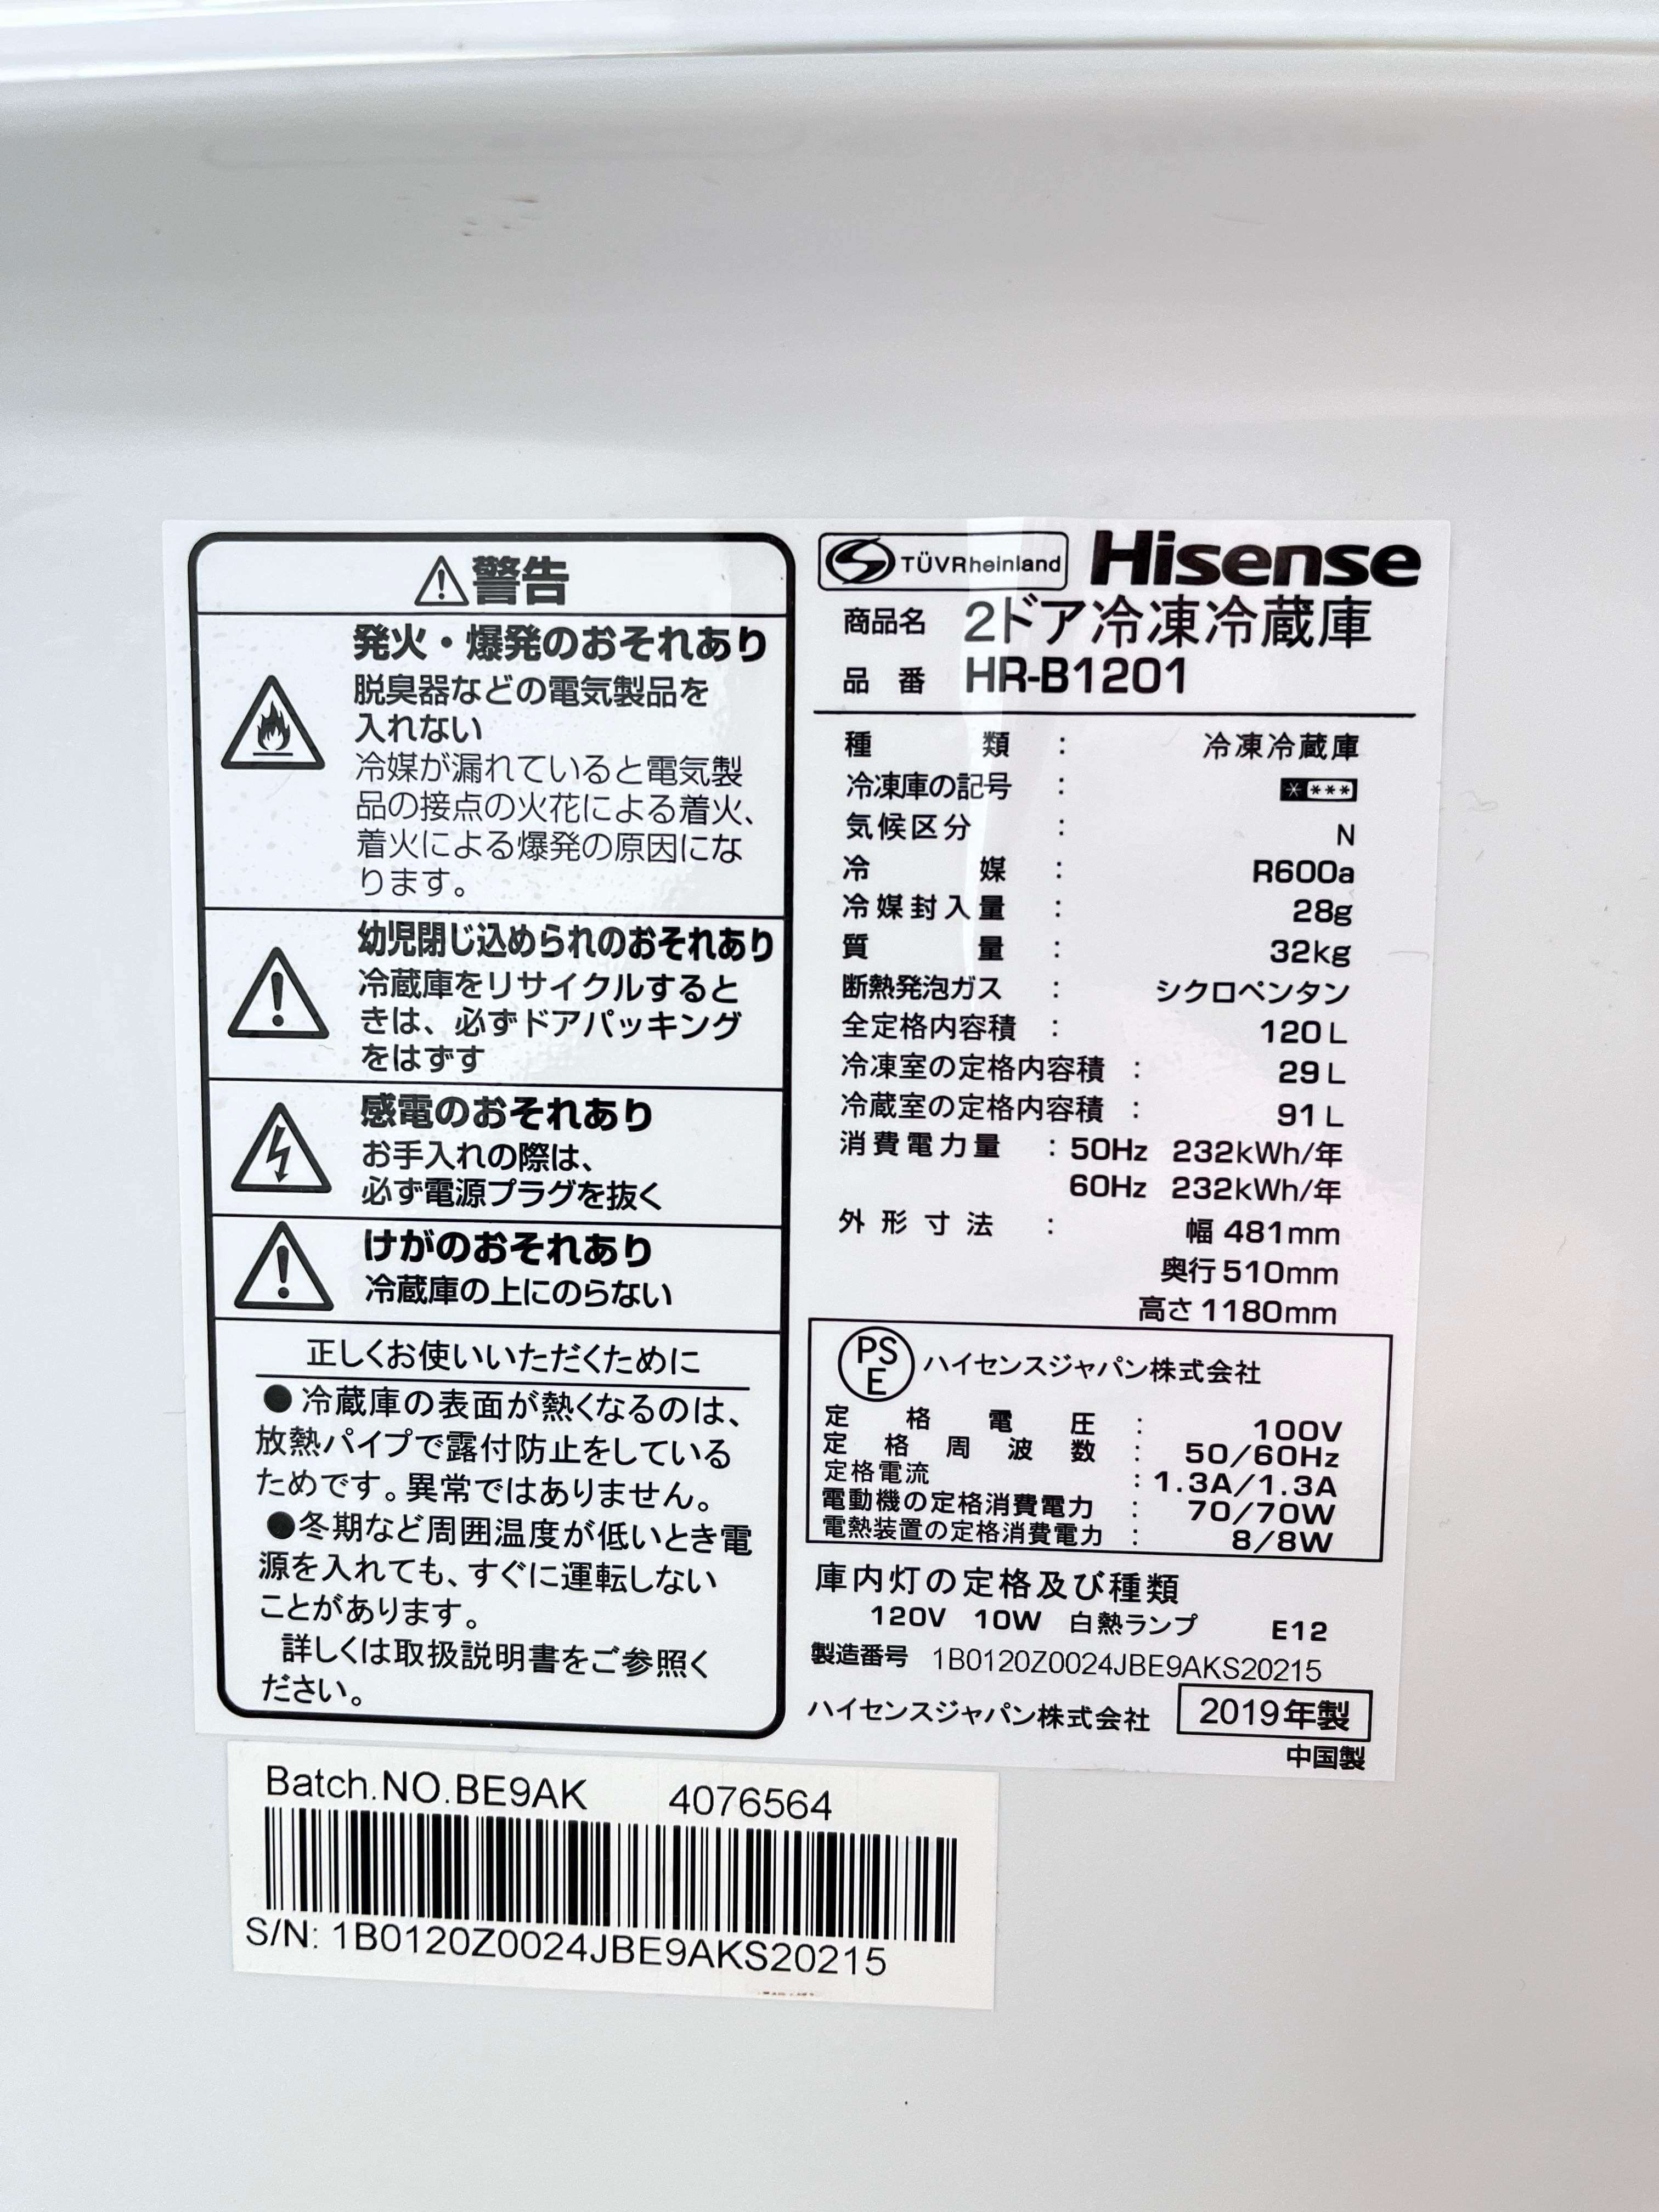 警告
発火・爆発のおそれあり
脱臭器などの電気製品を
入れない
冷媒が漏れていると電気製
品の接点の火花による着火、
着火による爆発の原因にな
ります。
幼児閉じ込められのおそれあり
冷蔵庫をリサイクルすると
きは、必ずドアパッキング
をはずす
感電のおそれあり
お手入れの際は、
必ず電源プラグを抜く
けがのおそれあり
冷蔵庫の上にのらない
正しくお使いいただくために
●冷蔵庫の表面が熱くなるのは、
放熱パイプで露付防止をしている
ためです。異常ではありません。
●冬期など周囲温度が低いとき電
源を入れても、すぐに運転しない
ことがあります。
詳しくは取扱説明書をご参照く
ださい。
TÜVRheinland Hisense
商品名 2ドア冷凍冷蔵庫
品番 HR-B1201
種類 : 冷凍冷蔵庫
冷凍庫の記号 : ****
気候区分 : N
冷媒 : R600a
冷媒封入量 : 28g
質量 : 32kg
断熱発泡ガス : シクロペンタン
全定格内容積 : 120L
冷凍室の定格内容積 : 29L
冷蔵室の定格内容積 : 91L
消費電力量 : 50Hz 232kWh/年
60Hz 232kWh/年
外形寸法 : 幅 481mm
奥行 510mm
高さ 1180mm
PSE ハイセンスジャパン株式会社
定格電圧 : 100V
定格周波数 : 50/60Hz
定格電流 : 1.3A/1.3A
電動機の定格消費電力 : 70/70W
電熱装置の定格消費電力 : 8/8W
庫内灯の定格及び種類
120V 10W 白熱ランプ E12
製造番号 1B0120Z0024JBE9AKS20215
ハイセンスジャパン株式会社 2019年製
中国製
Batch.NO.BE9AK 4076564
S/N: 1B0120Z0024JBE9AKS20215